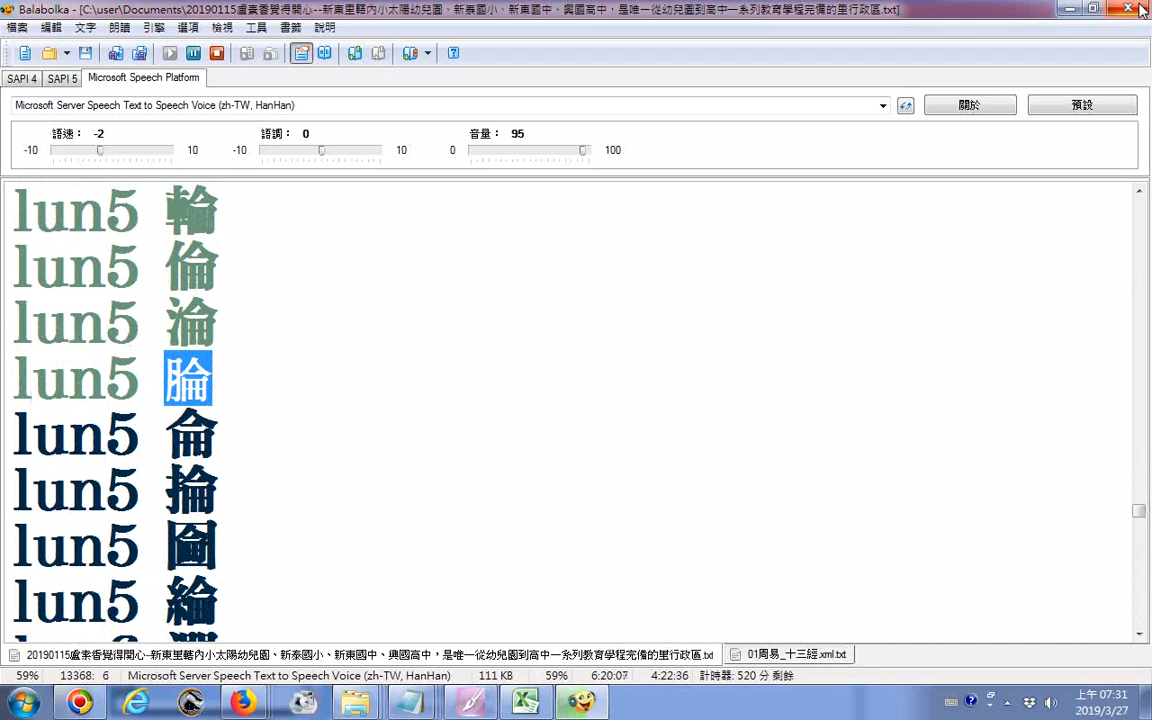 Balabolka - [C:\user\Documents\20190115盧素香覺得開心--新東里轄內小太陽幼兒園、新泰國小、新東國中、興國高中，是唯一從幼兒園到高中一系列教育學程完備的里行政區.txt]
檔案 編輯 文字 朗讀 引擎 選項 檢視 工具 書籤 說明
SAPI 4 SAPI 5 Microsoft Speech Platform
Microsoft Server Speech Text to Speech Voice (zh-TW, HanHan) 關於 預設
語速： -2 語調： 0 音量： 95
-10 10 -10 10 0 100
lun5 輪
lun5 倫
lun5 淪
lun5 腀
lun5 侖
lun5 掄
lun5 圇
lun5 綸
20190115盧素香覺得開心--新東里轄內小太陽幼兒園、新泰國小、新東國中、興國高中，是唯一從幼兒園到高中一系列教育學程完備的里行政區.txt 01周易_十三經.xml.txt
59% 13368: 6 Microsoft Server Speech Text to Speech Voice (zh-TW, HanHan) 111 KB 59% 6:20:07 4:22:36 計時器: 520 分 剩餘
上午 07:31
2019/3/27